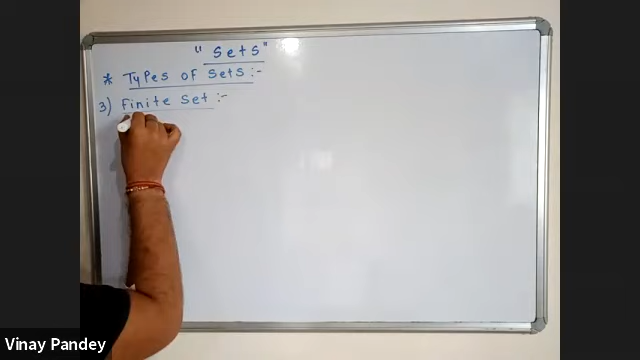 " Sets"
* Types of Sets :-
3) Finite Set :-
Vinay Pandey